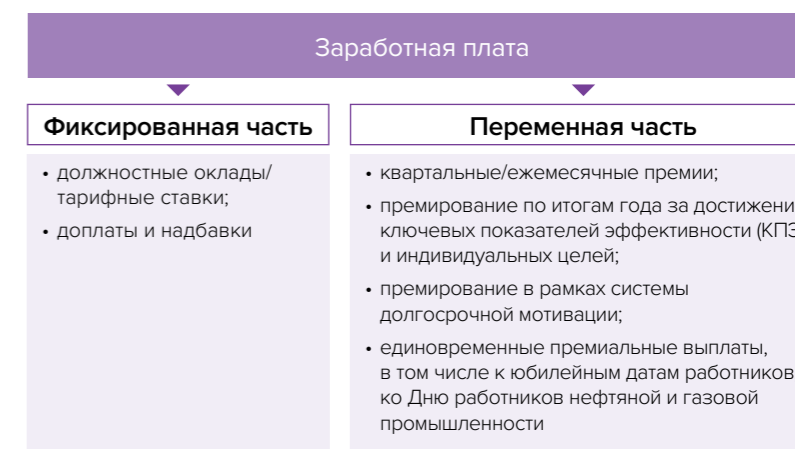 Заработная плата
Фиксированная часть
• должностные оклады/
тарифные ставки;
• доплаты и надбавки
Переменная часть
• квартальные/ежемесячные премии;
• премирование по итогам года за
ключевых показателей эффективности
и индивидуальных целей;
• премирование в рамках системы
долгосрочной мотивации;
• единовременные премиальные выплаты,
в том числе к юбилейным датам работников
ко Дню работников нефтяной и газовой
промышленности